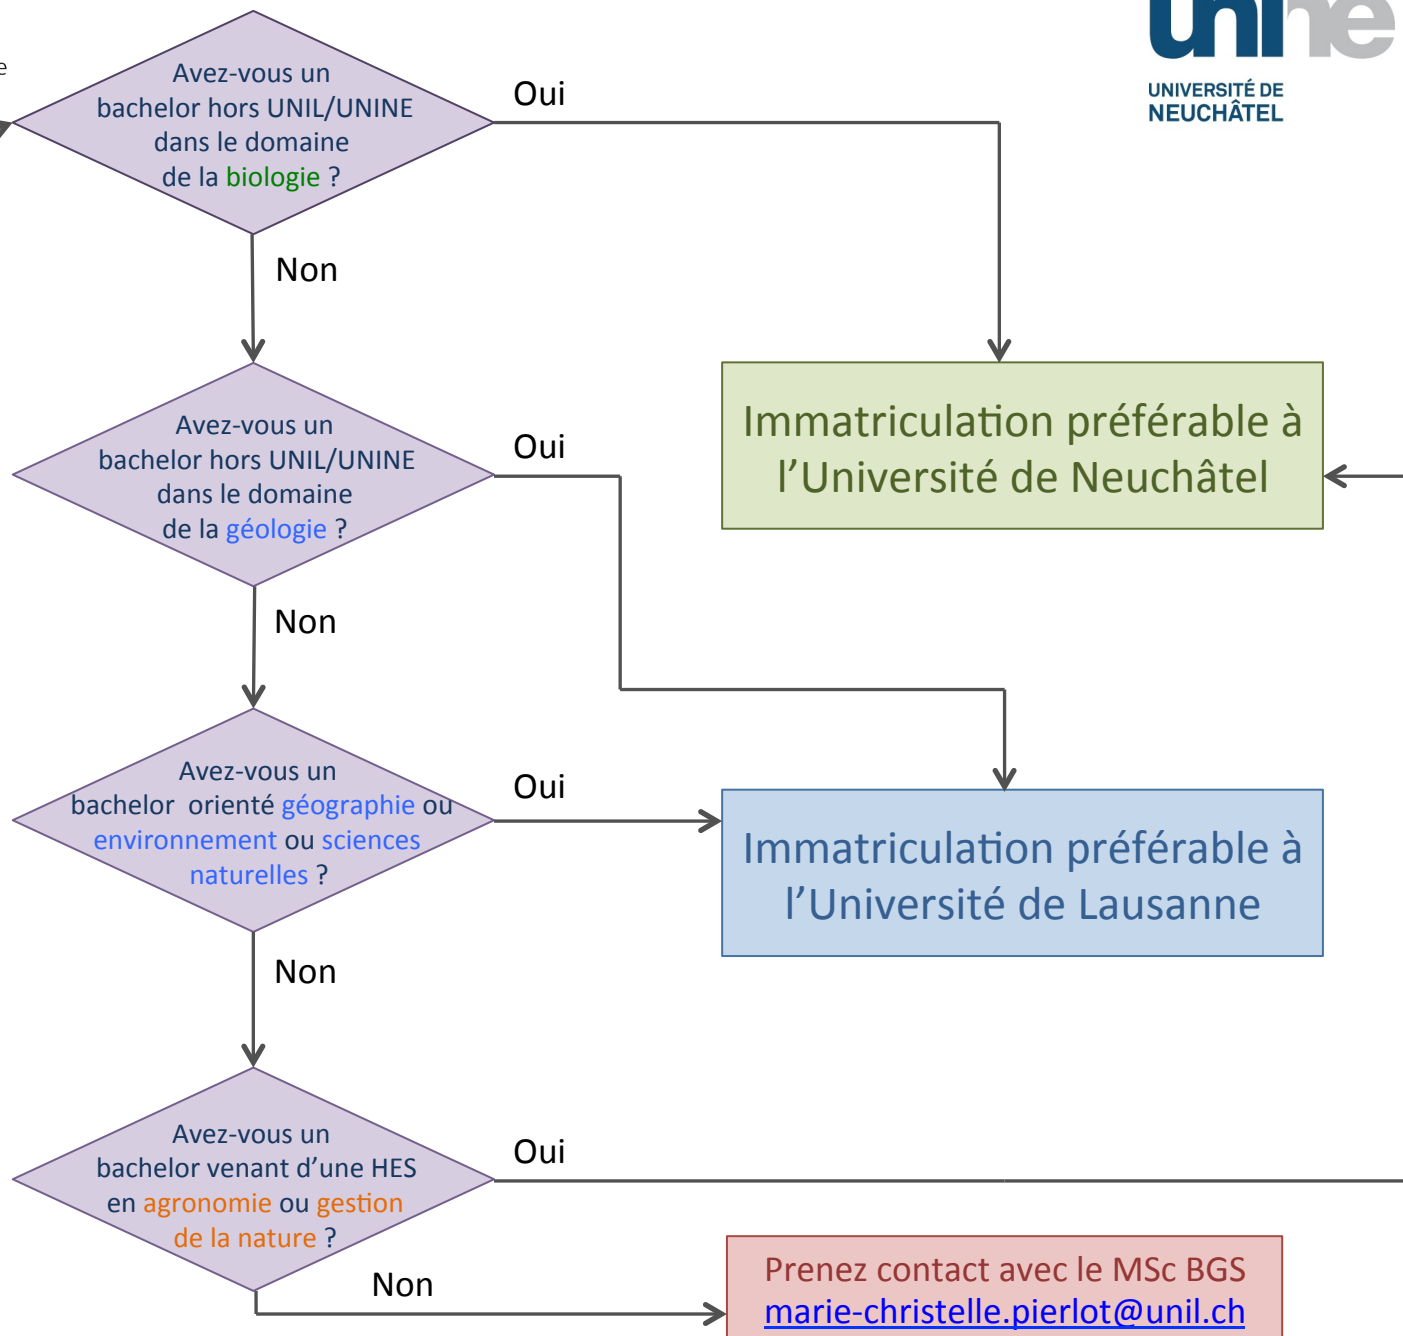 unine
UNIVERSITÉ DE
NEUCHÂTEL
e
Avez-vous un
bachelor hors UNIL/UNINE
dans le domaine
de la biologie ?
Oui
Non
Avez-vous un
bachelor hors UNIL/UNINE
dans le domaine
de la géologie ?
Oui
Immatriculation préférable à
l’Université de Neuchâtel
Non
Avez-vous un
bachelor orienté géographie ou
environnement ou sciences
naturelles ?
Oui
Immatriculation préférable à
l’Université de Lausanne
Non
Avez-vous un
bachelor venant d’une HES
en agronomie ou gestion
de la nature ?
Oui
Non
Prenez contact avec le MSc BGS
marie-christelle.pierlot@unil.ch